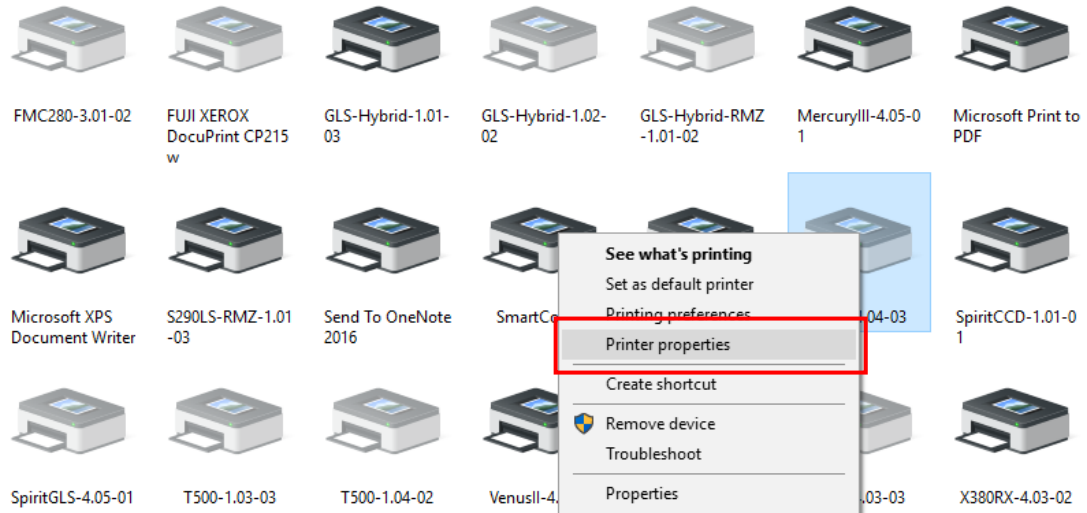 FMC280-3.01-02
FUJI XEROX
DocuPrint CP215
w
GLS-Hybrid-1.01-
03
GLS-Hybrid-1.02-
02
GLS-Hybrid-RMZ
-1.01-02
MercuryIII-4.05-0
1
Microsoft Print to
PDF
Microsoft XPS
Document Writer
S290LS-RMZ-1.01
-03
Send To OneNote
2016
SmartCo
.04-03
SpiritCCD-1.01-0
1
See what's printing
Set as default printer
Printing preferences
Printer properties
Create shortcut
Remove device
Troubleshoot
Properties
SpiritGLS-4.05-01
T500-1.03-03
T500-1.04-02
VenusII-4.
.03-03
X380RX-4.03-02